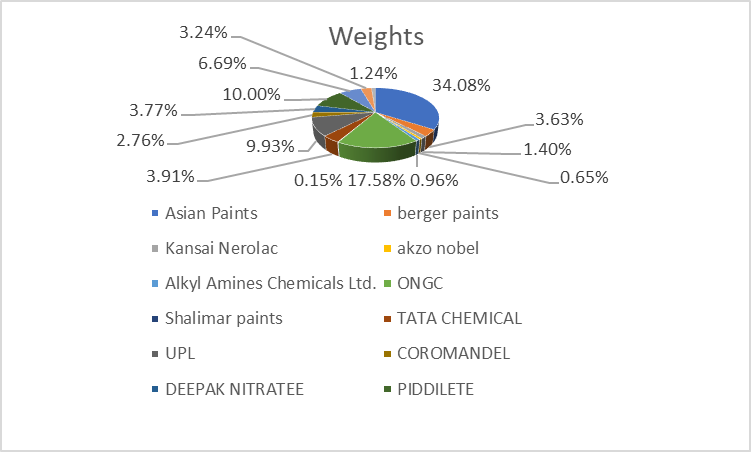 Weights
3.24%
6.69% 1.24% 34.08%
10.00%
3.77% 3.63%
2.76%
9.93% 1.40%
3.91% 0.15% 17.58% 0.96% 0.65%
Asian Paints berger paints
Kansai Nerolac akzo nobel
Alkyl Amines Chemicals Ltd. ONGC
Shalimar paints TATA CHEMICAL
UPL COROMANDEL
DEEPAK NITRATEE PIDDILETE